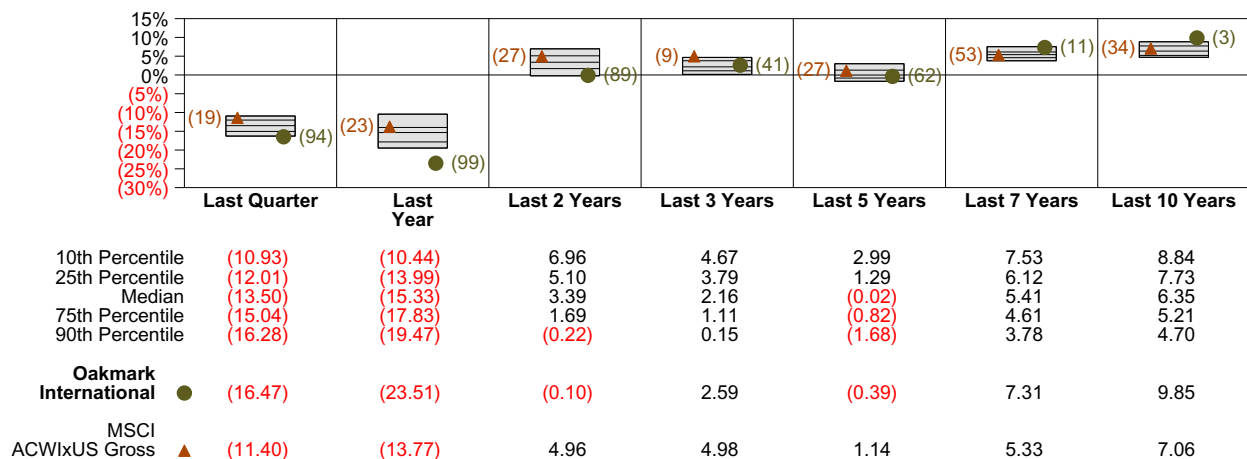 15%
10%
5%
0%
(5%)
(10%)
(15%)
(20%)
(25%)
(30%)
(19)
(94)
(23)
(99)
(27)
(89)
(9)
(41)
(27)
(62)
(53)
(11)
(34)
(3)
Last Quarter
Last
Year
Last 2 Years
Last 3 Years
Last 5 Years
Last 7 Years
Last 10 Years
10th Percentile (10.93) (10.44) 6.96 4.67 2.99 7.53 8.84
25th Percentile (12.01) (13.99) 5.10 3.79 1.29 6.12 7.73
Median (13.50) (15.33) 3.39 2.16 (0.02) 5.41 6.35
75th Percentile (15.04) (17.83) 1.69 1.11 (0.82) 4.61 5.21
90th Percentile (16.28) (19.47) (0.22) 0.15 (1.68) 3.78 4.70
Oakmark
International (16.47) (23.51) (0.10) 2.59 (0.39) 7.31 9.85
MSCI
ACWIxUS Gross (11.40) (13.77) 4.96 4.98 1.14 5.33 7.06